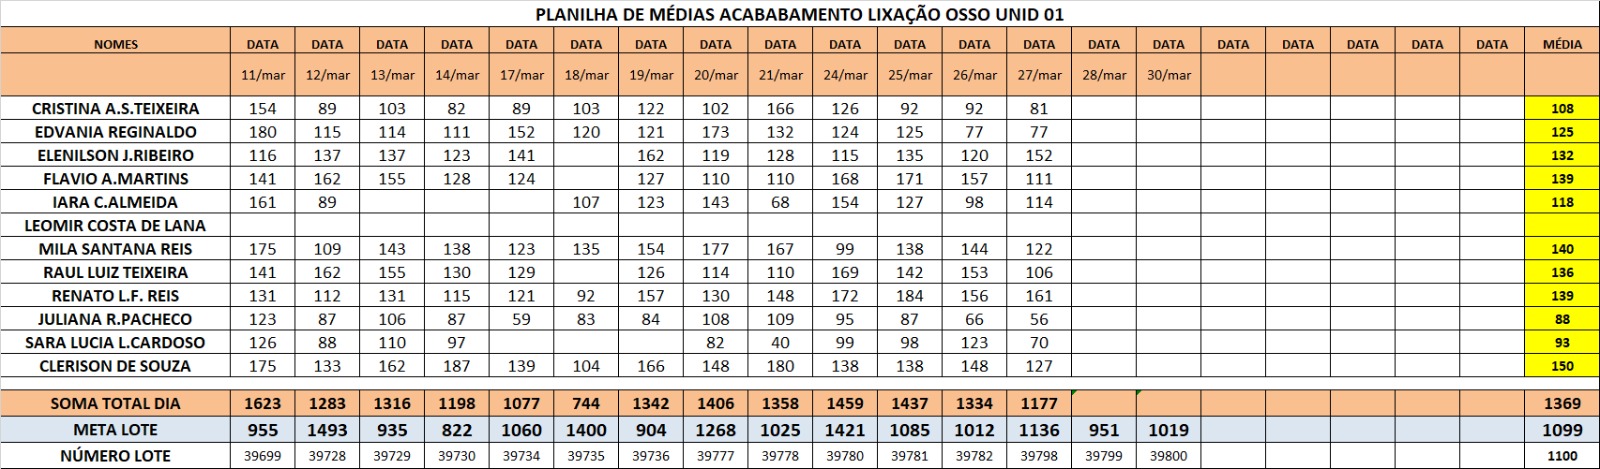 PLANILHA DE MÉDIAS ACABABAMENTO LIXAÇÃO OSSO UNID 01
NOMES DATA DATA DATA DATA DATA DATA DATA DATA DATA DATA DATA DATA DATA DATA DATA DATA DATA DATA DATA DATA MÉDIA
11/mar 12/mar 13/mar 14/mar 17/mar 18/mar 19/mar 20/mar 21/mar 24/mar 25/mar 26/mar 27/mar 28/mar 30/mar
CRISTINA A.S.TEIXEIRA 154 89 103 82 89 103 122 102 166 126 92 92 81 108
EDVANIA REGINALDO 180 115 114 111 152 120 121 173 132 124 125 77 77 125
ELENILSON J.RIBEIRO 116 137 137 123 141 162 119 128 115 135 120 152 132
FLAVIO A.MARTINS 141 162 155 128 124 127 110 110 168 171 157 111 139
IARA C.ALMEIDA 161 89 107 123 143 68 154 127 98 114 118
LEOMIR COSTA DE LANA
MILA SANTANA REIS 175 109 143 138 123 135 154 177 167 99 138 144 122 140
RAUL LUIZ TEIXEIRA 141 162 155 130 129 126 114 110 169 142 153 106 136
RENATO L.F. REIS 131 112 131 115 121 92 157 130 148 172 184 156 161 139
JULIANA R.PACHECO 123 87 106 87 59 83 84 108 109 95 87 66 56 88
SARA LUCIA L.CARDOSO 126 88 110 97 82 40 99 98 123 70 93
CLERISON DE SOUZA 175 133 162 187 139 104 166 148 180 138 138 148 127 150
SOMA TOTAL DIA 1623 1283 1316 1198 1077 744 1342 1406 1358 1459 1437 1334 1177 1369
META LOTE 955 1493 935 822 1060 1400 904 1268 1025 1421 1085 1012 1136 951 1019 1099
NÚMERO LOTE 39699 39728 39729 39730 39734 39735 39736 39777 39778 39780 39781 39782 39798 39799 39800 1100